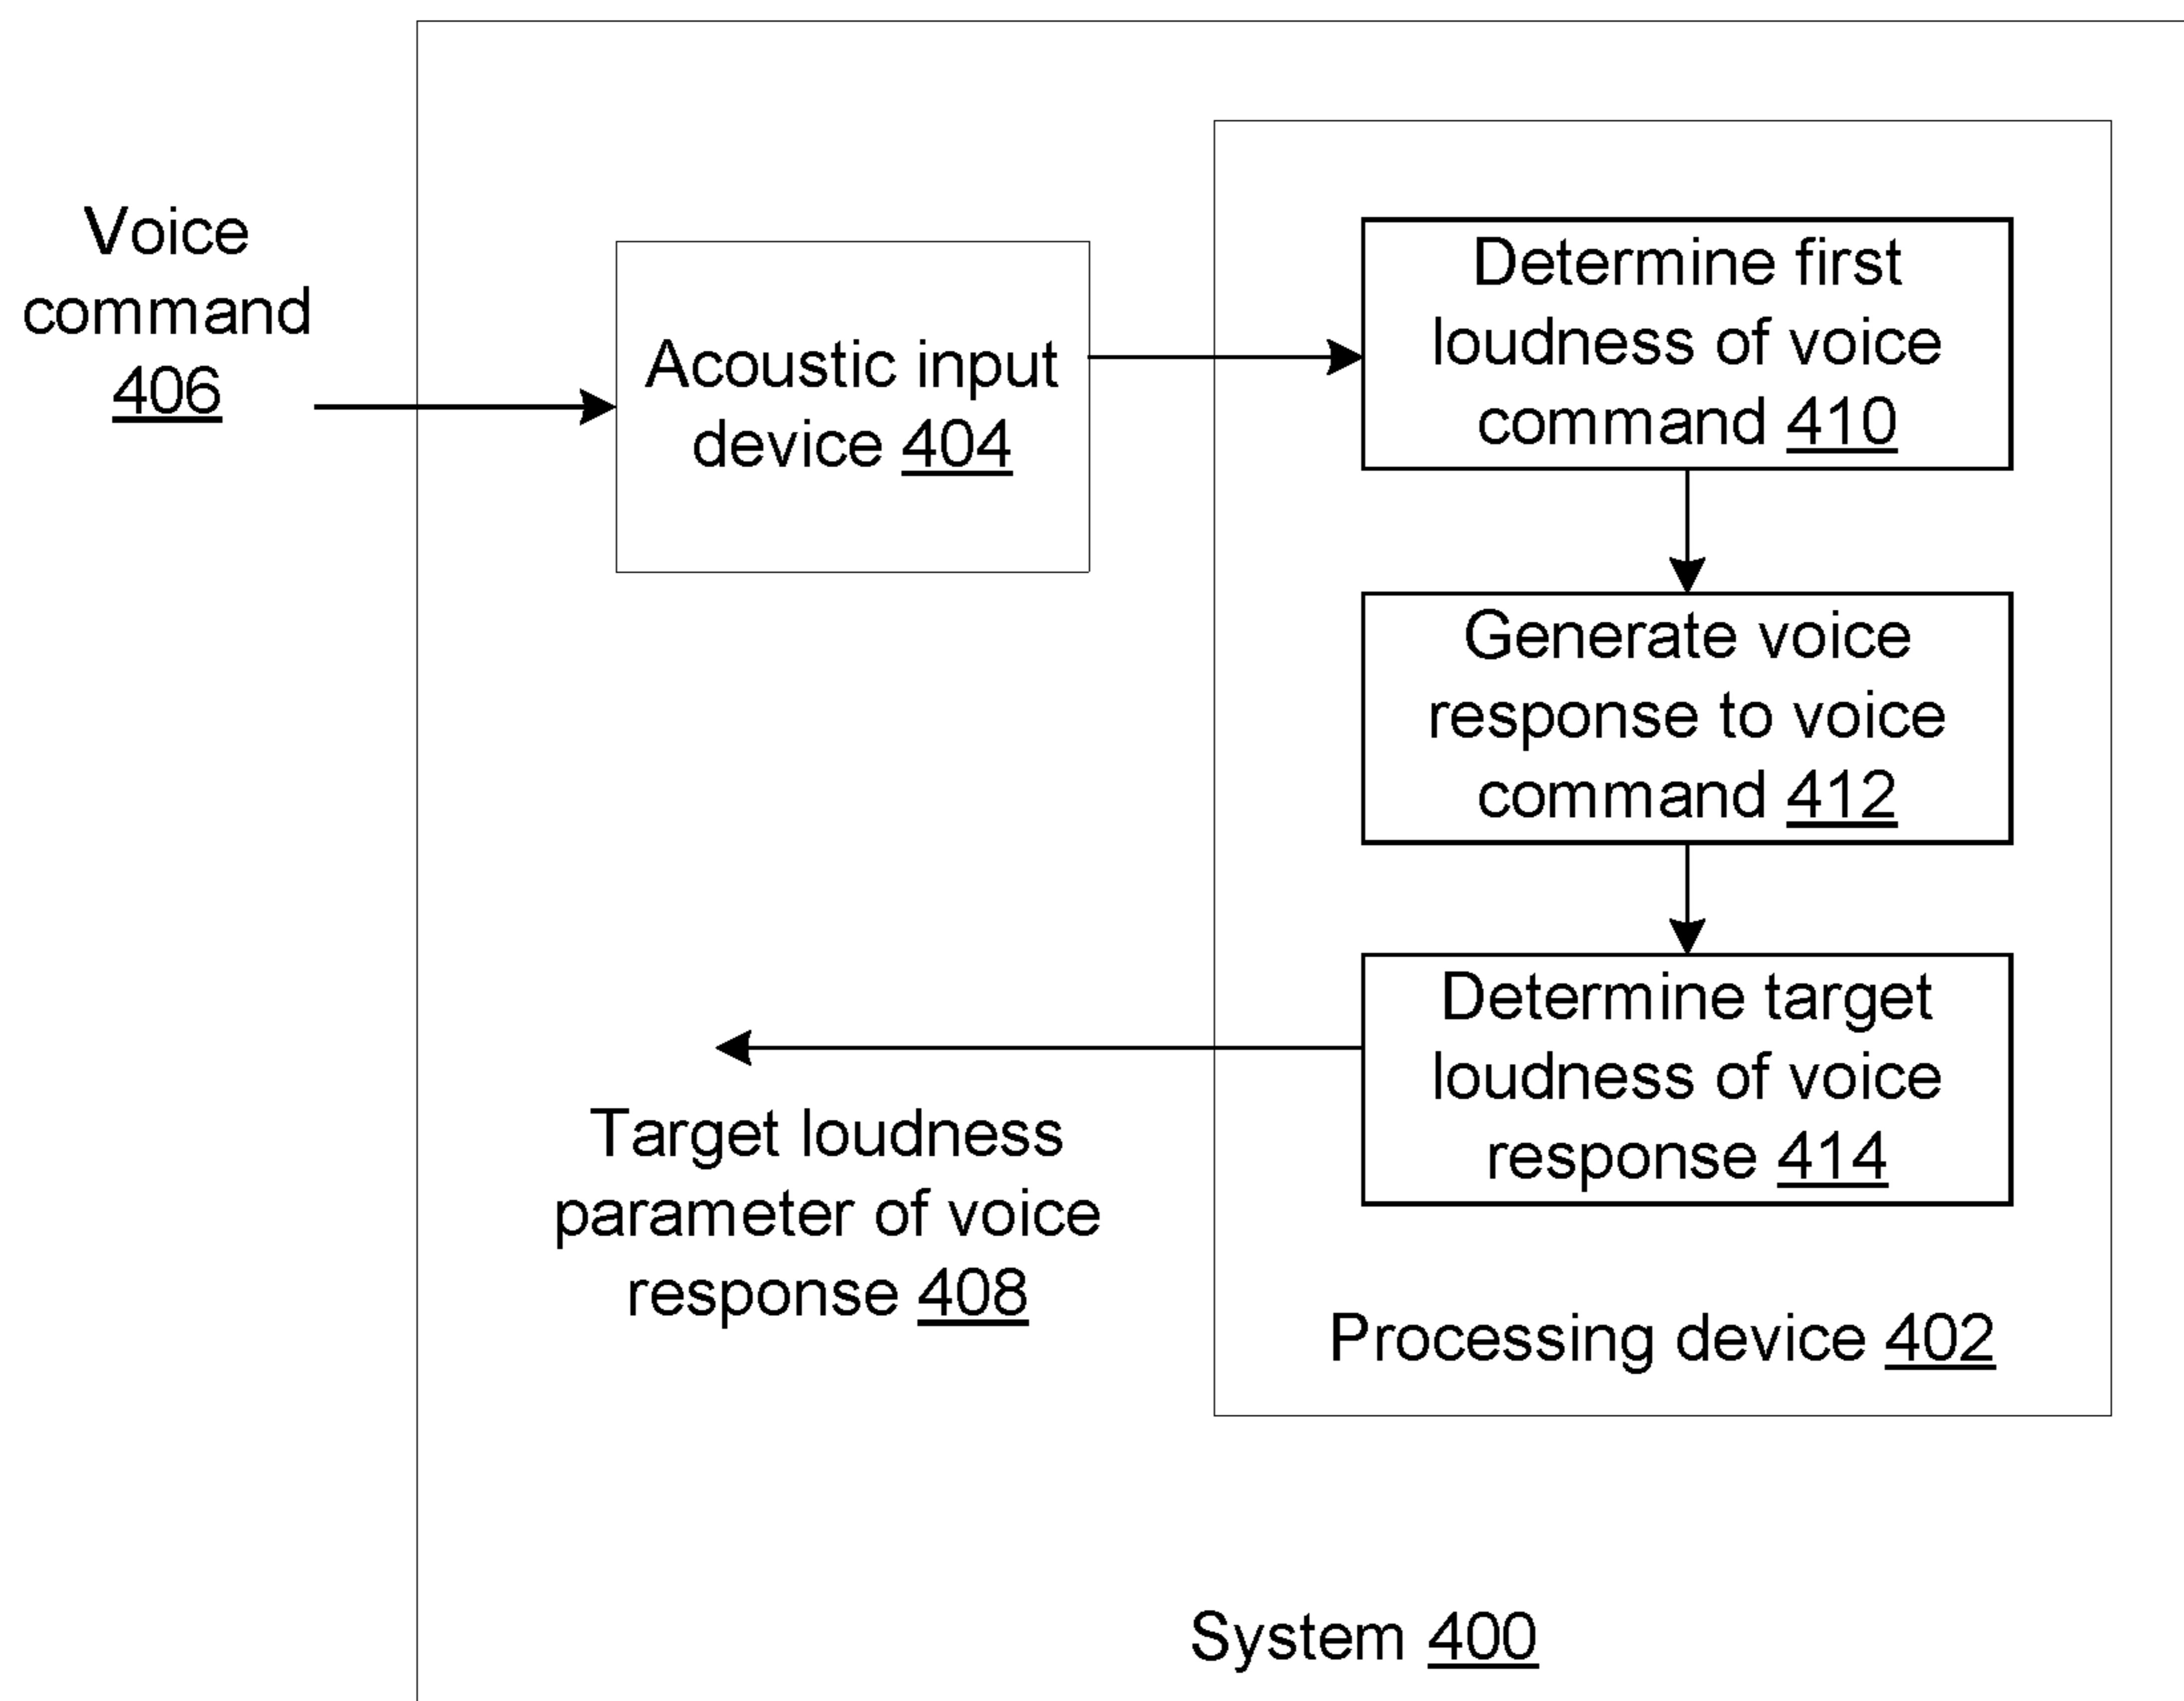 Voice
command
406
Acoustic input
device 404
Determine first
loudness of voice
command 410
Generate voice
response to voice
command 412
Determine target
loudness of voice
response 414
Target loudness
parameter of voice
response 408
Processing device 402
System 400